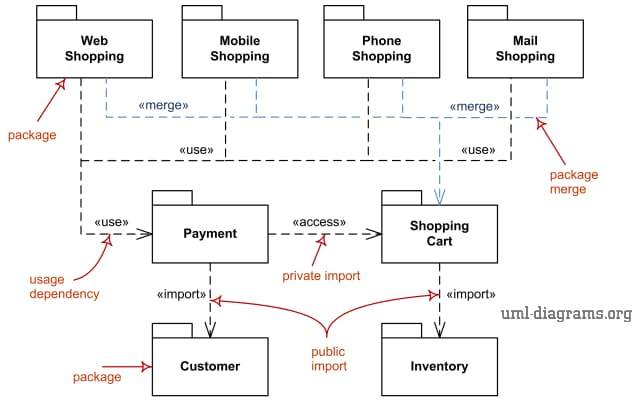 Web
Shopping
Mobile
Shopping
Phone
Shopping
Mail
Shopping
«merge»
«merge»
package
«use»
«use»
package
merge
«use»
Payment
«access»
Shopping
Cart
usage
dependency
private import
«import»
«import»
uml-diagrams.org
public
import
package
Customer
Inventory